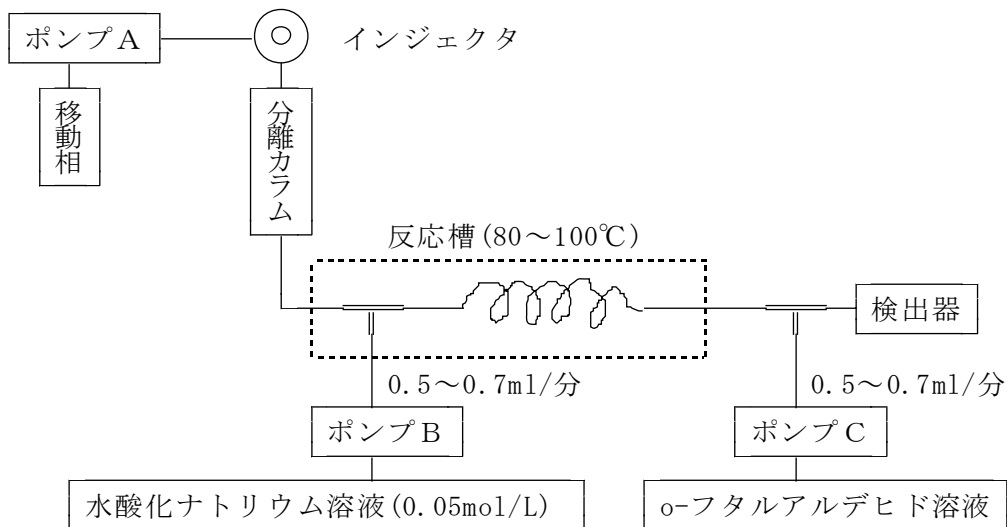 ポンプA
インジェクタ
移動相
分離カラム
反応槽(80～100℃)
検出器
0.5～0.7ml/分
0.5～0.7ml/分
ポンプB
ポンプC
水酸化ナトリウム溶液(0.05mol/L)
o-フタルアルデヒド溶液